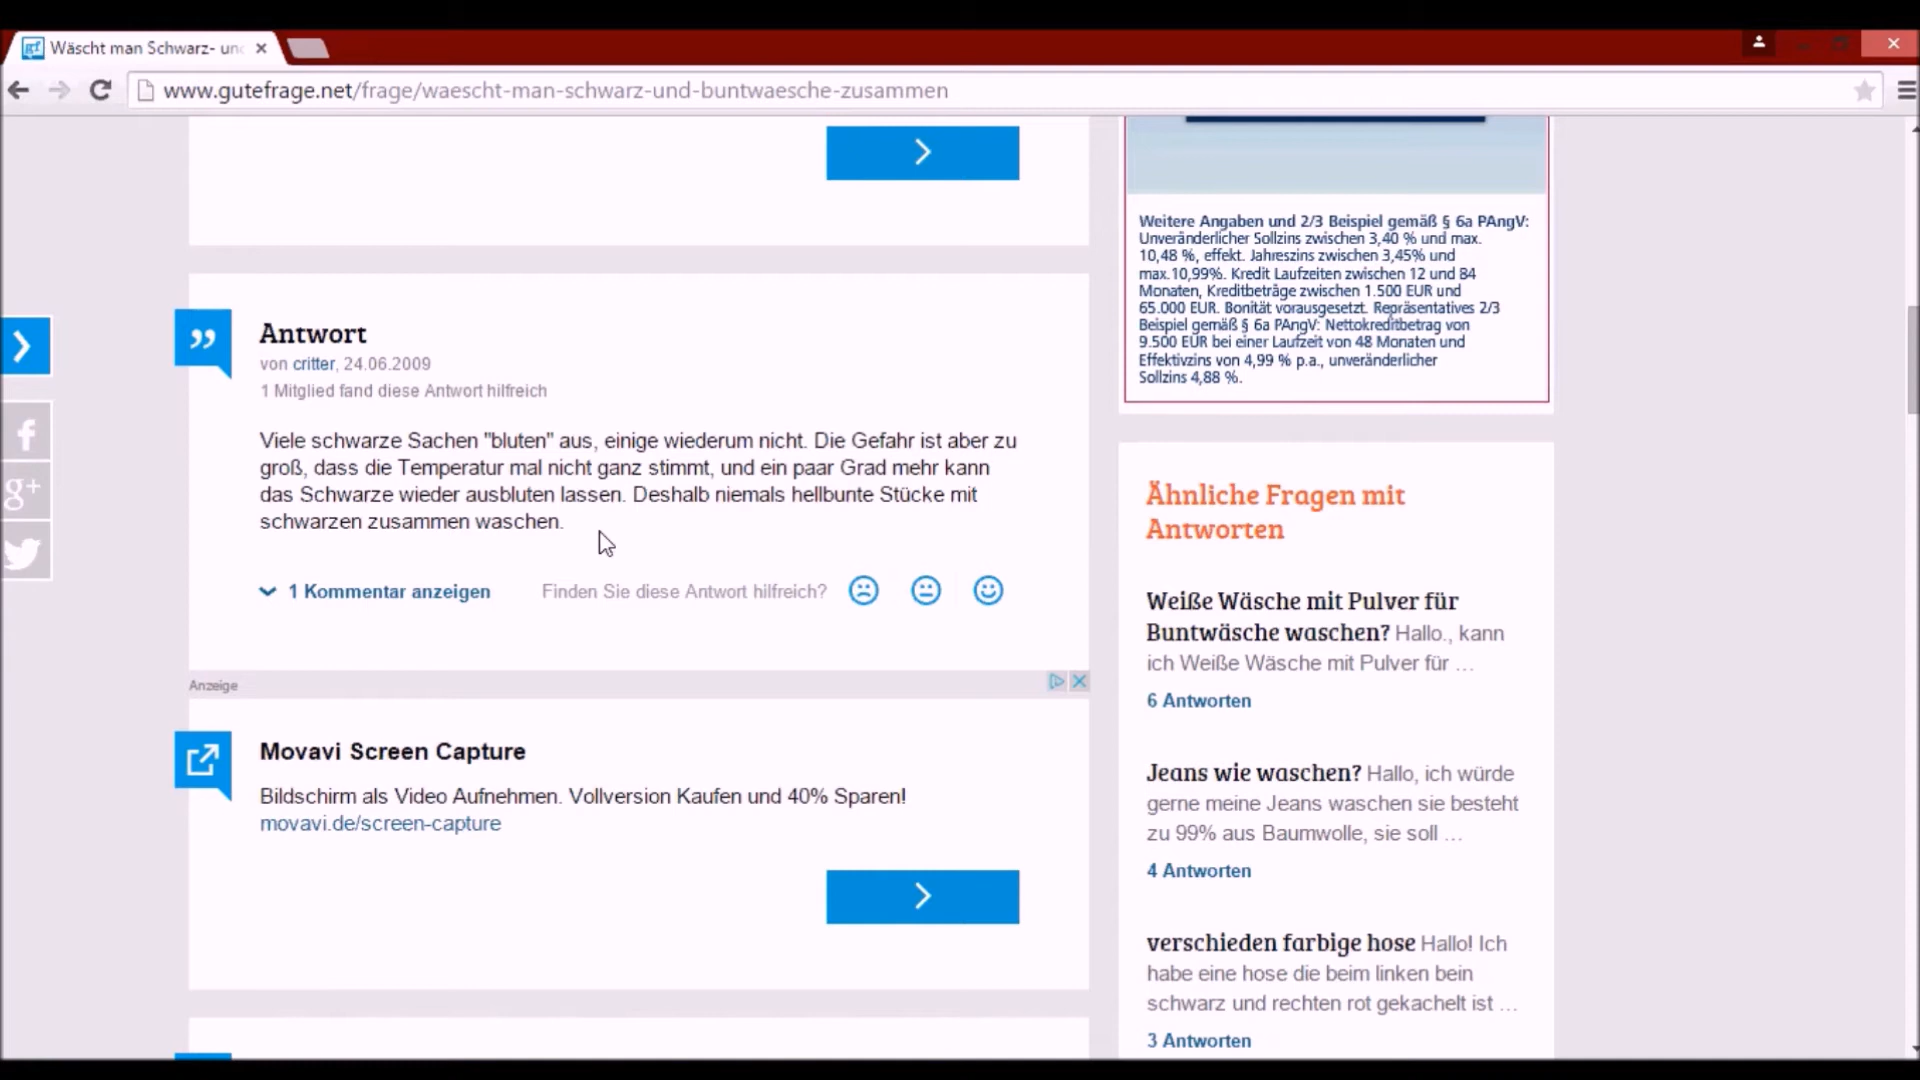 Wäscht man Schwarz- und
www.gutefrage.net/frage/waescht-man-schwarz-und-buntwaesche-zusammen
Antwort
von critter, 24.06.2009
1 Mitglied fand diese Antwort hilfreich
Viele schwarze Sachen "bluten" aus, einige wiederum nicht. Die Gefahr ist aber zu
groß, dass die Temperatur mal nicht ganz stimmt, und ein paar Grad mehr kann
das Schwarze wieder ausbluten lassen. Deshalb niemals hellbunte Stücke mit
schwarzen zusammen waschen.
1 Kommentar anzeigen
Finden Sie diese Antwort hilfreich?
Anzeige
Movavi Screen Capture
Bildschirm als Video Aufnehmen. Vollversion Kaufen und 40% Sparen!
movavi.de/screen-capture
Weitere Angaben und 2/3 Beispiel gemäß § 6a PAngV:
Unveränderlicher Sollzins zwischen 3,40 % und max.
10,48 %, effekt. Jahreszins zwischen 3,45% und
max.10,99%. Kredit Laufzeiten zwischen 12 und 84
Monaten, Kreditbeträge zwischen 1.500 EUR und
65.000 EUR. Bonität vorausgesetzt. Repräsentatives 2/3
Beispiel gemäß § 6a PAngV: Nettokreditbetrag von
9.500 EUR bei einer Laufzeit von 48 Monaten und
Effektivzins von 4,99 % p.a., unveränderlicher
Sollzins 4,88 %.
Ähnliche Fragen mit
Antworten
Weiße Wäsche mit Pulver für
Buntwäsche waschen? Hallo., kann
ich Weiße Wäsche mit Pulver für ...
6 Antworten
Jeans wie waschen? Hallo, ich würde
gerne meine Jeans waschen sie besteht
zu 99% aus Baumwolle, sie soll ...
4 Antworten
verschieden farbige hose Hallo! Ich
habe eine hose die beim linken bein
schwarz und rechten rot gekachelt ist ...
3 Antworten